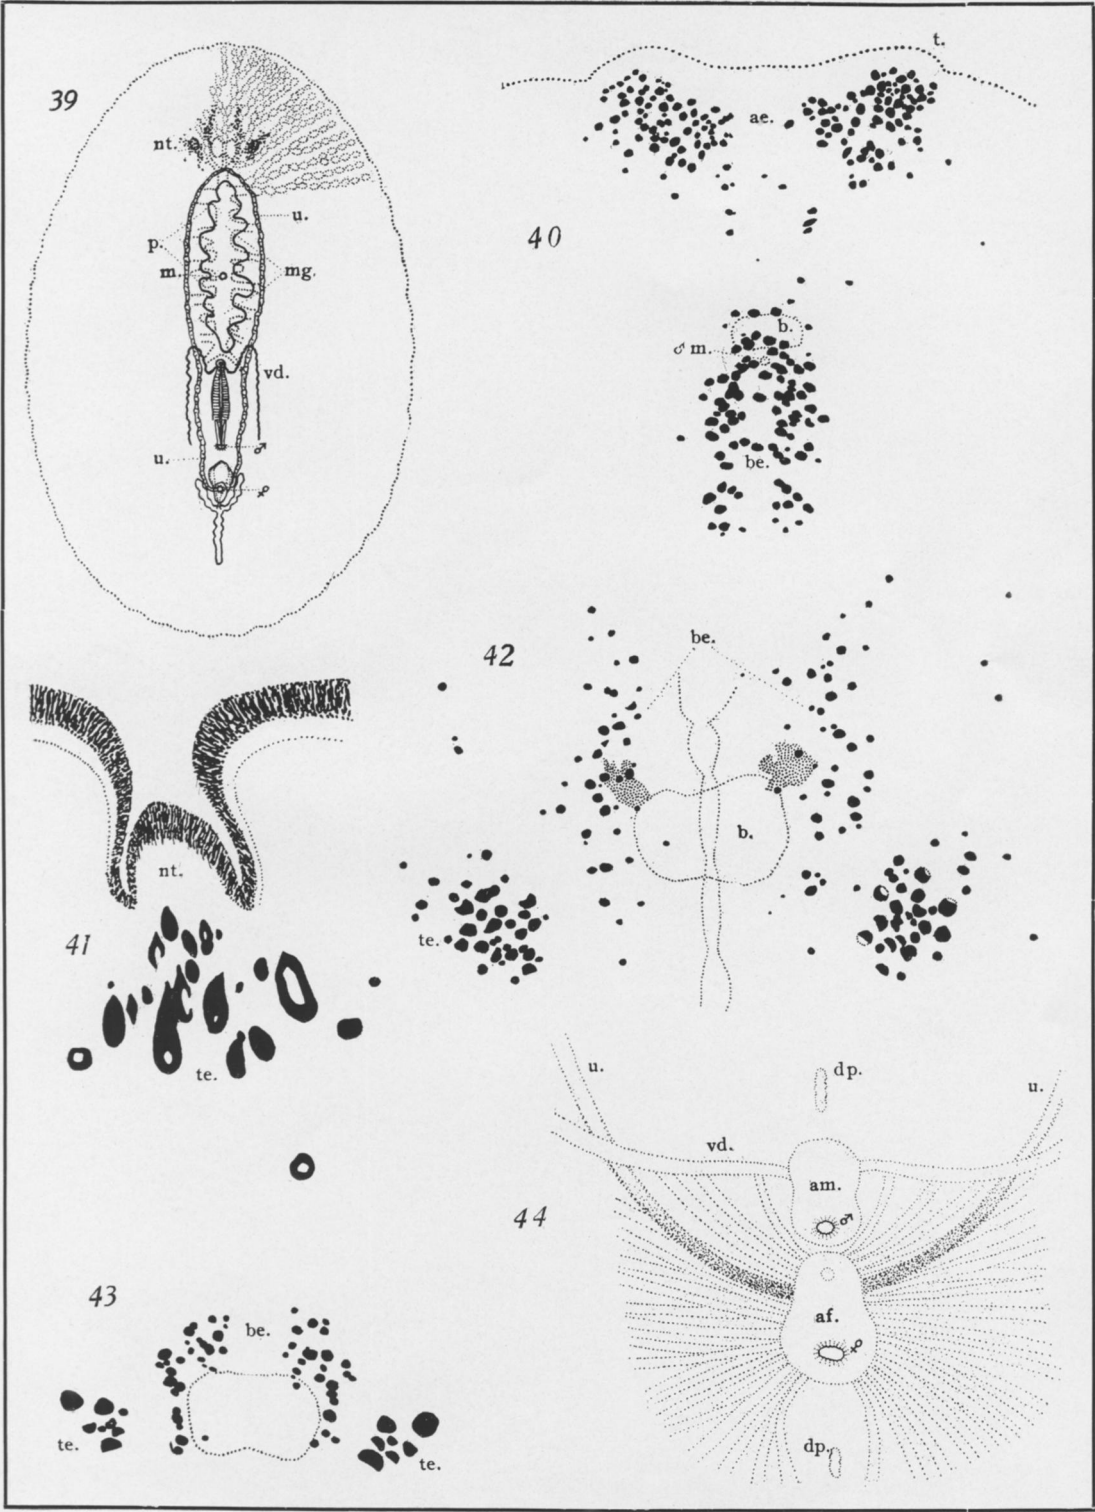 39
nt.
u.
p.
m.
mg.
vd.
♂
u.
♀
t.
ae.
40
b.
♂ m.
be.
42
be.
b.
te.
nt.
41
te.
44
u.
dp.
u.
vd.
am.
♂
af.
♀
dp.
43
be.
te.
te.